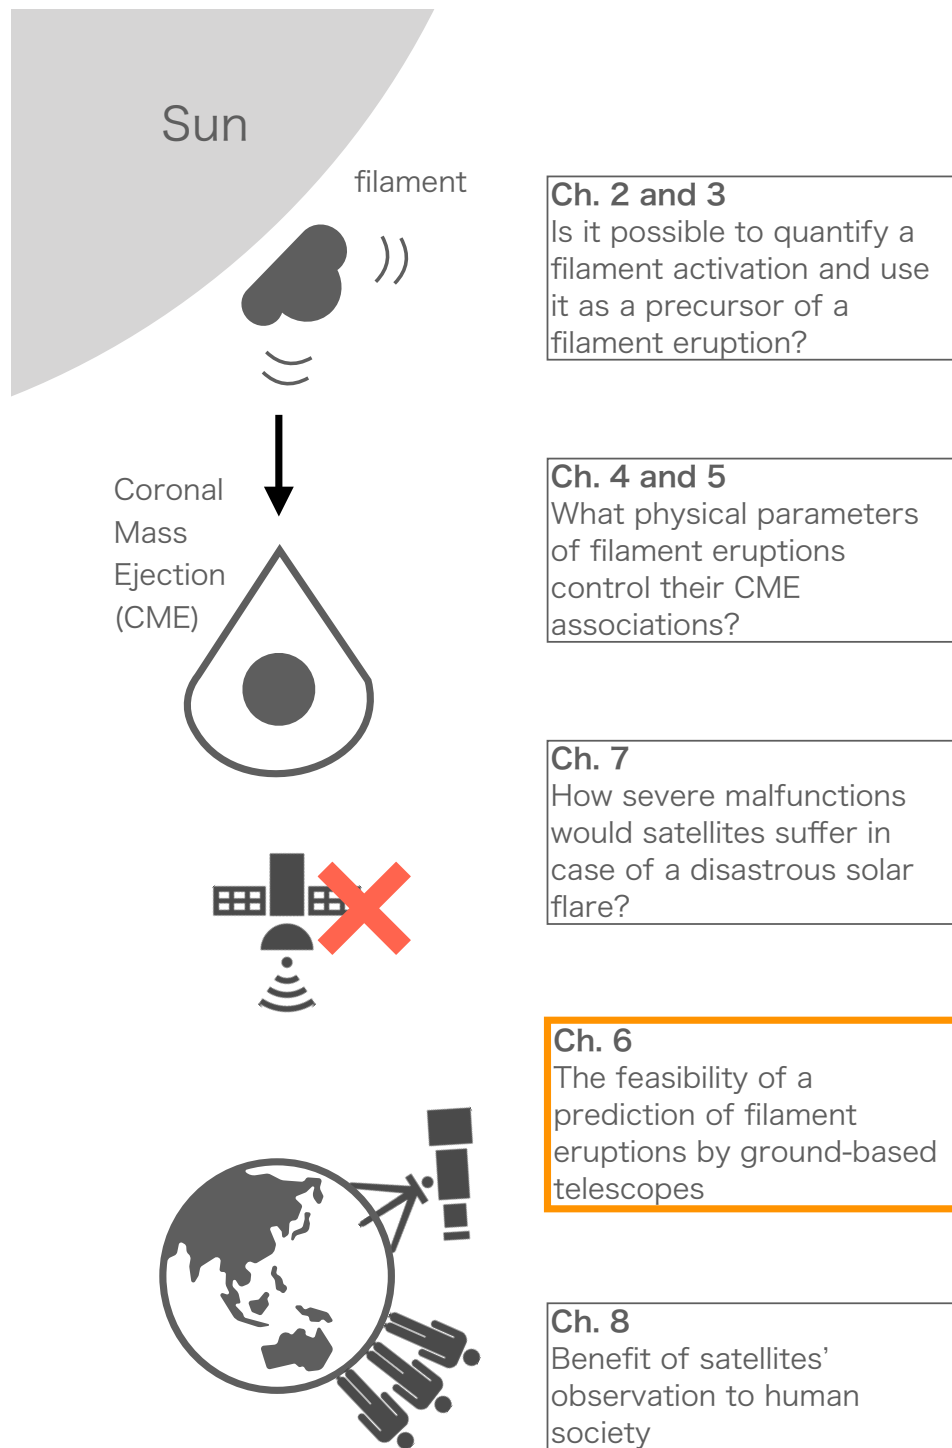 Sun
filament
Ch. 2 and 3
Is it possible to quantify a
filament activation and use
it as a precursor of a
filament eruption?
Coronal
Mass
Ejection
(CME)
Ch. 4 and 5
What physical parameters
of filament eruptions
control their CME
associations?
Ch. 7
How severe malfunctions
would satellites suffer in
case of a disastrous solar
flare?
Ch. 6
The feasibility of a
prediction of filament
eruptions by ground-based
telescopes
Ch. 8
Benefit of satellites’
observation to human
society